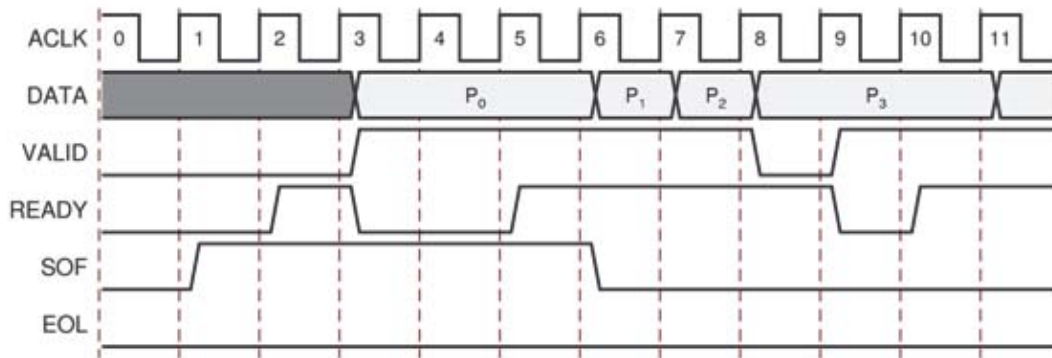 ACLK 0 1 2 3 4 5 6 7 8 9 10 11
DATA P₀ P₁ P₂ P₃
VALID
READY
SOF
EOL